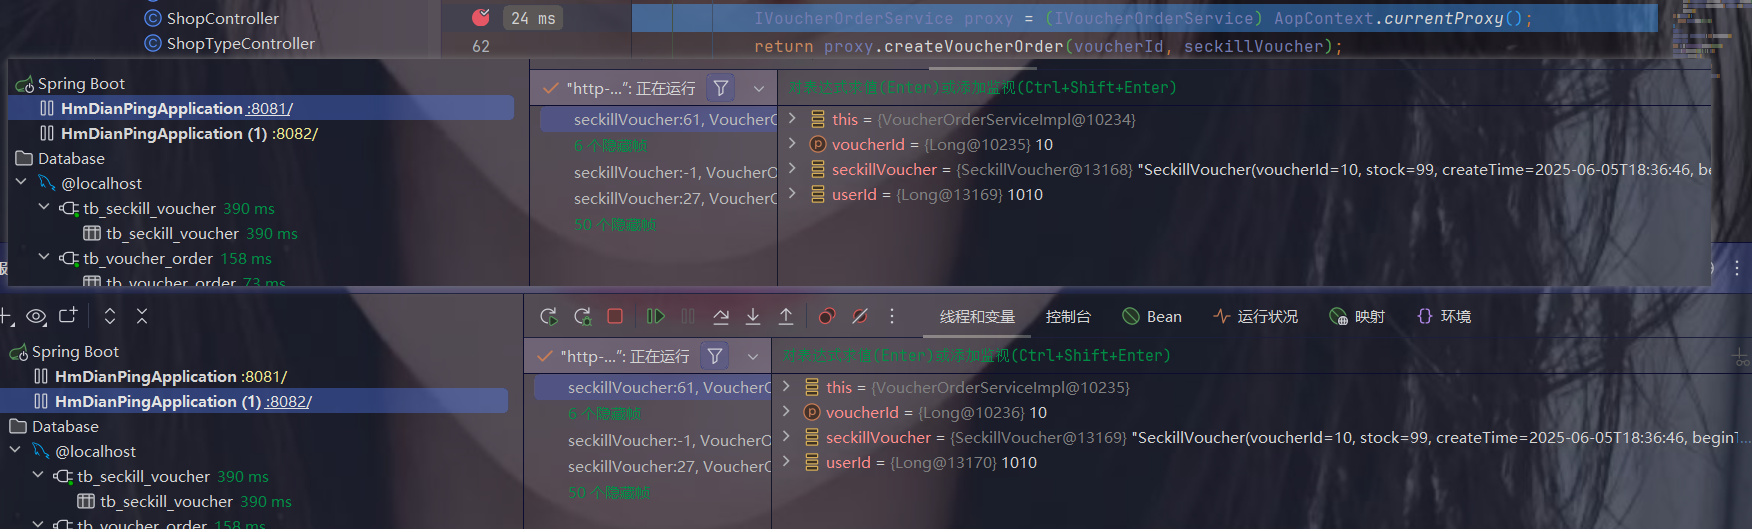 ShopController
24 ms
IVoucherOrderService proxy = (IVoucherOrderService) AopContext.currentProxy();
ShopTypeController
62
return proxy.createVoucherOrder(voucherId, seckillVoucher);
Spring Boot
HmDianPingApplication :8081/
HmDianPingApplication (1) :8082/
Database
@localhost
tb_seckill_voucher 390 ms
tb_seckill_voucher 390 ms
tb_voucher_order 158 ms
tb_voucher_order 73 ms
"http-...": 正在运行
seckillVoucher:61, VoucherO
6 个隐藏帧
seckillVoucher:-1, VoucherO
seckillVoucher:27, VoucherO
50 个隐藏帧
对表达式求值(Enter)或添加监视(Ctrl+Shift+Enter)
this = {VoucherOrderServiceImpl@10234}
voucherId = {Long@10235} 10
seckillVoucher = {SeckillVoucher@13168} "SeckillVoucher(voucherId=10, stock=99, createTime=2025-06-05T18:36:46, be
userId = {Long@13169} 1010
线程和变量 控制台 Bean 运行状况 映射 环境
Spring Boot
HmDianPingApplication :8081/
HmDianPingApplication (1) :8082/
Database
@localhost
tb_seckill_voucher 390 ms
tb_seckill_voucher 390 ms
tb_voucher_order 158 ms
"http-...": 正在运行
seckillVoucher:61, VoucherO
6 个隐藏帧
seckillVoucher:-1, VoucherO
seckillVoucher:27, VoucherO
50 个隐藏帧
对表达式求值(Enter)或添加监视(Ctrl+Shift+Enter)
this = {VoucherOrderServiceImpl@10235}
voucherId = {Long@10236} 10
seckillVoucher = {SeckillVoucher@13169} "SeckillVoucher(voucherId=10, stock=99, createTime=2025-06-05T18:36:46, beginT...
userId = {Long@13170} 1010